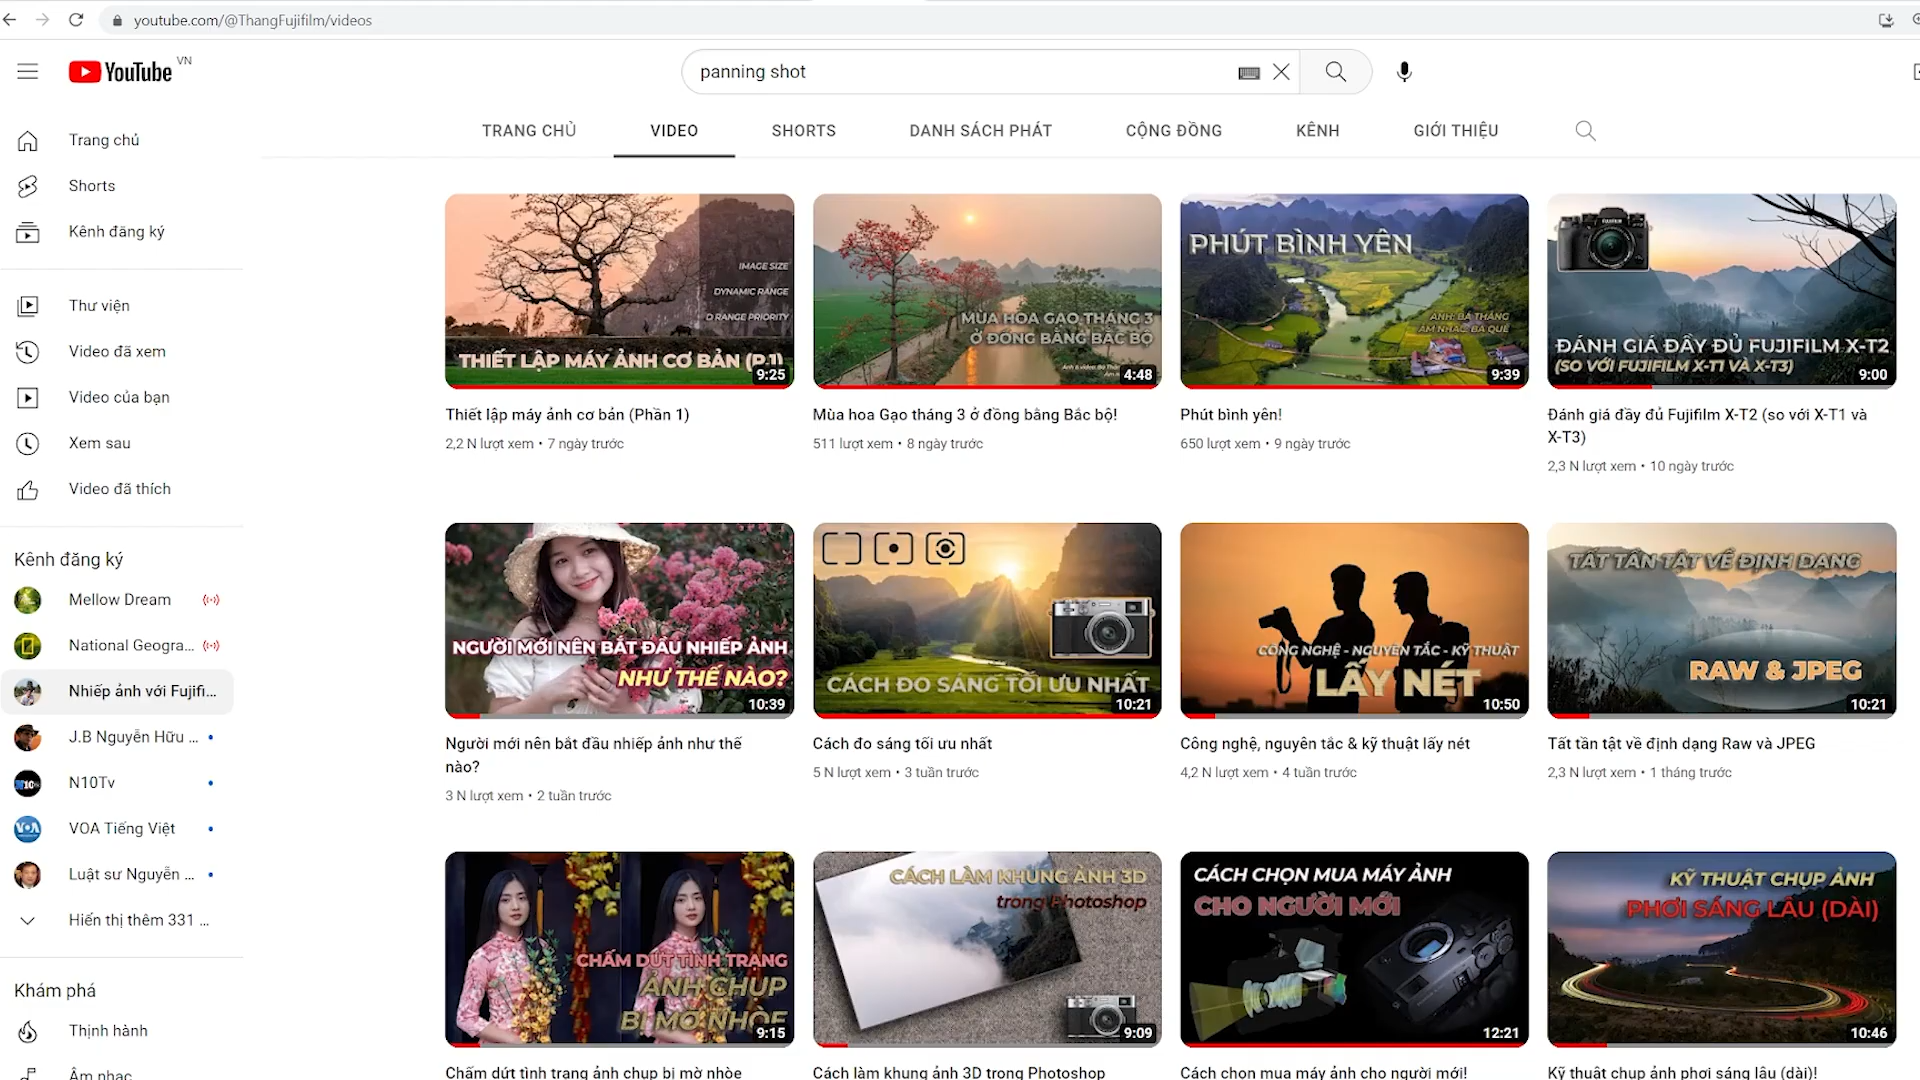 youtube.com/@ThangFujifilm/videos
YouTube VN
panning shot
TRANG CHỦ VIDEO SHORTS DANH SÁCH PHÁT CỘNG ĐỒNG KÊNH GIỚI THIỆU
Trang chủ
Shorts
Kênh đăng ký
Thư viện
Video đã xem
Video của bạn
Xem sau
Video đã thích
Kênh đăng ký
Mellow Dream
National Geogra...
Nhiếp ảnh với Fujifi...
J.B Nguyễn Hữu ...
N10Tv
VOA Tiếng Việt
Luật sư Nguyễn ...
Hiển thị thêm 331 ...
Khám phá
Thịnh hành
Âm nhạc
IMAGE SIZE
DYNAMIC RANGE
D RANGE PRIORITY
THIẾT LẬP MÁY ẢNH CƠ BẢN (P.1)
9:25
Thiết lập máy ảnh cơ bản (Phần 1)
2,2 N lượt xem • 7 ngày trước
MÙA HOA GẠO THÁNG 3
Ở ĐỒNG BẰNG BẮC BỘ
4:48
Mùa hoa Gạo tháng 3 ở đồng bằng Bắc bộ!
511 lượt xem • 8 ngày trước
PHÚT BÌNH YÊN
ẢNH: BÁ THĂNG
ÂM NHẠC: BÁ QUẾ
9:39
Phút bình yên!
650 lượt xem • 9 ngày trước
FUJIFILM
ĐÁNH GIÁ ĐẦY ĐỦ FUJIFILM X-T2
(SO VỚI FUJIFILM X-T1 VÀ X-T3)
9:00
Đánh giá đầy đủ Fujifilm X-T2 (so với X-T1 và
X-T3)
2,3 N lượt xem • 10 ngày trước
NGƯỜI MỚI NÊN BẮT ĐẦU NHIẾP ẢNH
NHƯ THẾ NÀO?
10:39
Người mới nên bắt đầu nhiếp ảnh như thế
nào?
3 N lượt xem • 2 tuần trước
CÁCH ĐO SÁNG TỐI ƯU NHẤT
10:21
Cách đo sáng tối ưu nhất
5 N lượt xem • 3 tuần trước
CÔNG NGHỆ - NGUYÊN TẮC - KỸ THUẬT
LẤY NÉT
10:50
Công nghệ, nguyên tắc & kỹ thuật lấy nét
4,2 N lượt xem • 4 tuần trước
TẤT TẦN TẬT VỀ ĐỊNH DẠNG
RAW & JPEG
10:21
Tất tần tật về định dạng Raw và JPEG
2,3 N lượt xem • 1 tháng trước
CHẤM DỨT TÌNH TRẠNG
ẢNH CHỤP
BỊ MỜ NHÒE
9:15
Chấm dứt tình trạng ảnh chụp bị mờ nhòe
CÁCH LÀM KHUNG ẢNH 3D
trong Photoshop
9:09
Cách làm khung ảnh 3D trong Photoshop
CÁCH CHỌN MUA MÁY ẢNH
CHO NGƯỜI MỚI
12:21
Cách chọn mua máy ảnh cho người mới!
KỸ THUẬT CHỤP ẢNH
PHƠI SÁNG LÂU (DÀI)
10:46
Kỹ thuật chụp ảnh phơi sáng lâu (dài)!